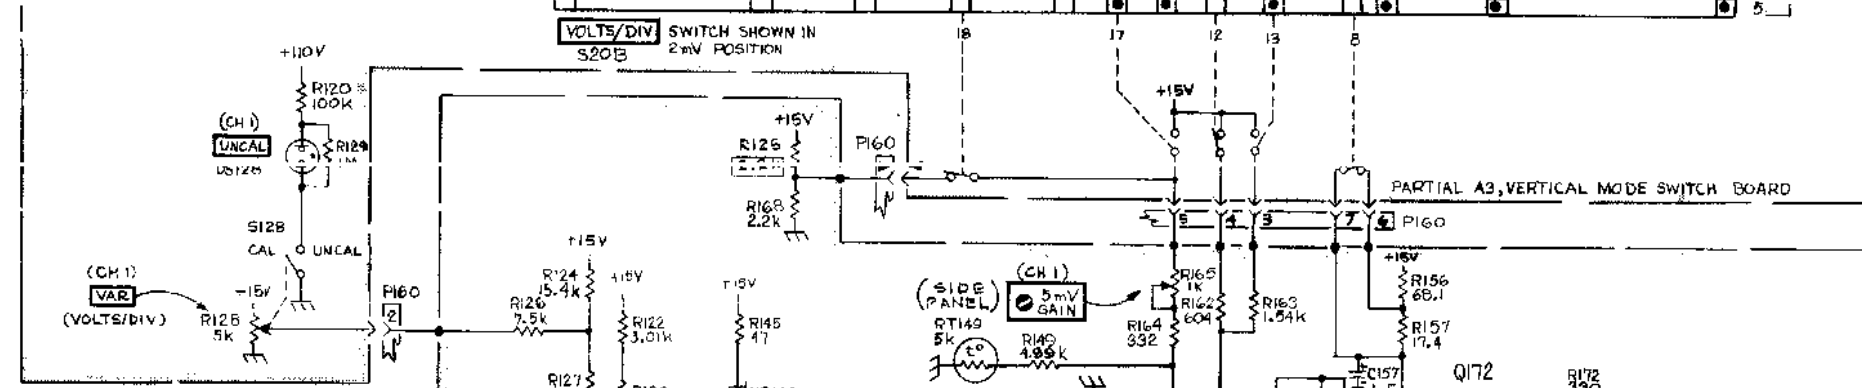 5
VOLTS/DIV SWITCH SHOWN IN
2mV POSITION
S201B
18
17
12
13
8
+110V
R120
100K
(CH 1)
UNCAL
DS128
R129
1M
S128
CAL UNCAL
(CH 1)
VAR
(VOLTS/DIV)
-15V
R128
5k
P160
2
+15V
R124
15.4k
R126
7.5k
+15V
R122
3.01k
R127
+15V
R145
47
+15V
R125
R168
2.2k
P160
+15V
PARTIAL A3, VERTICAL MODE SWITCH BOARD
5 4 3 7 6 P160
(SIDE PANEL)
(CH 1)
5mV
GAIN
RT149
5k
t°
R149
4.99k
R165
1k
R164
332
R162
604
R163
1.54k
+15V
R156
68.1
R157
17.4
C157
Q172
R172
330